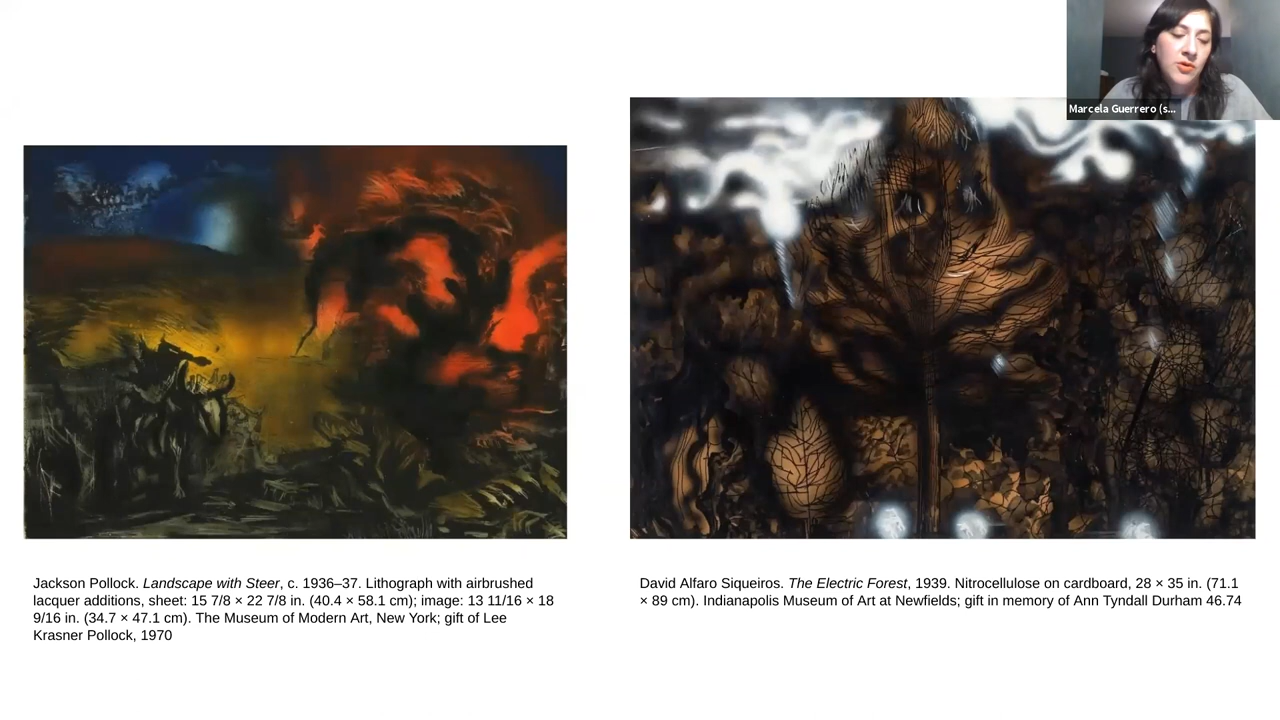 Marcela Guerrero (s...
Jackson Pollock. Landscape with Steer, c. 1936–37. Lithograph with airbrushed
lacquer additions, sheet: 15 7/8 × 22 7/8 in. (40.4 × 58.1 cm); image: 13 11/16 × 18
9/16 in. (34.7 × 47.1 cm). The Museum of Modern Art, New York; gift of Lee
Krasner Pollock, 1970
David Alfaro Siqueiros. The Electric Forest, 1939. Nitrocellulose on cardboard, 28 × 35 in. (71.1
× 89 cm). Indianapolis Museum of Art at Newfields; gift in memory of Ann Tyndall Durham 46.74